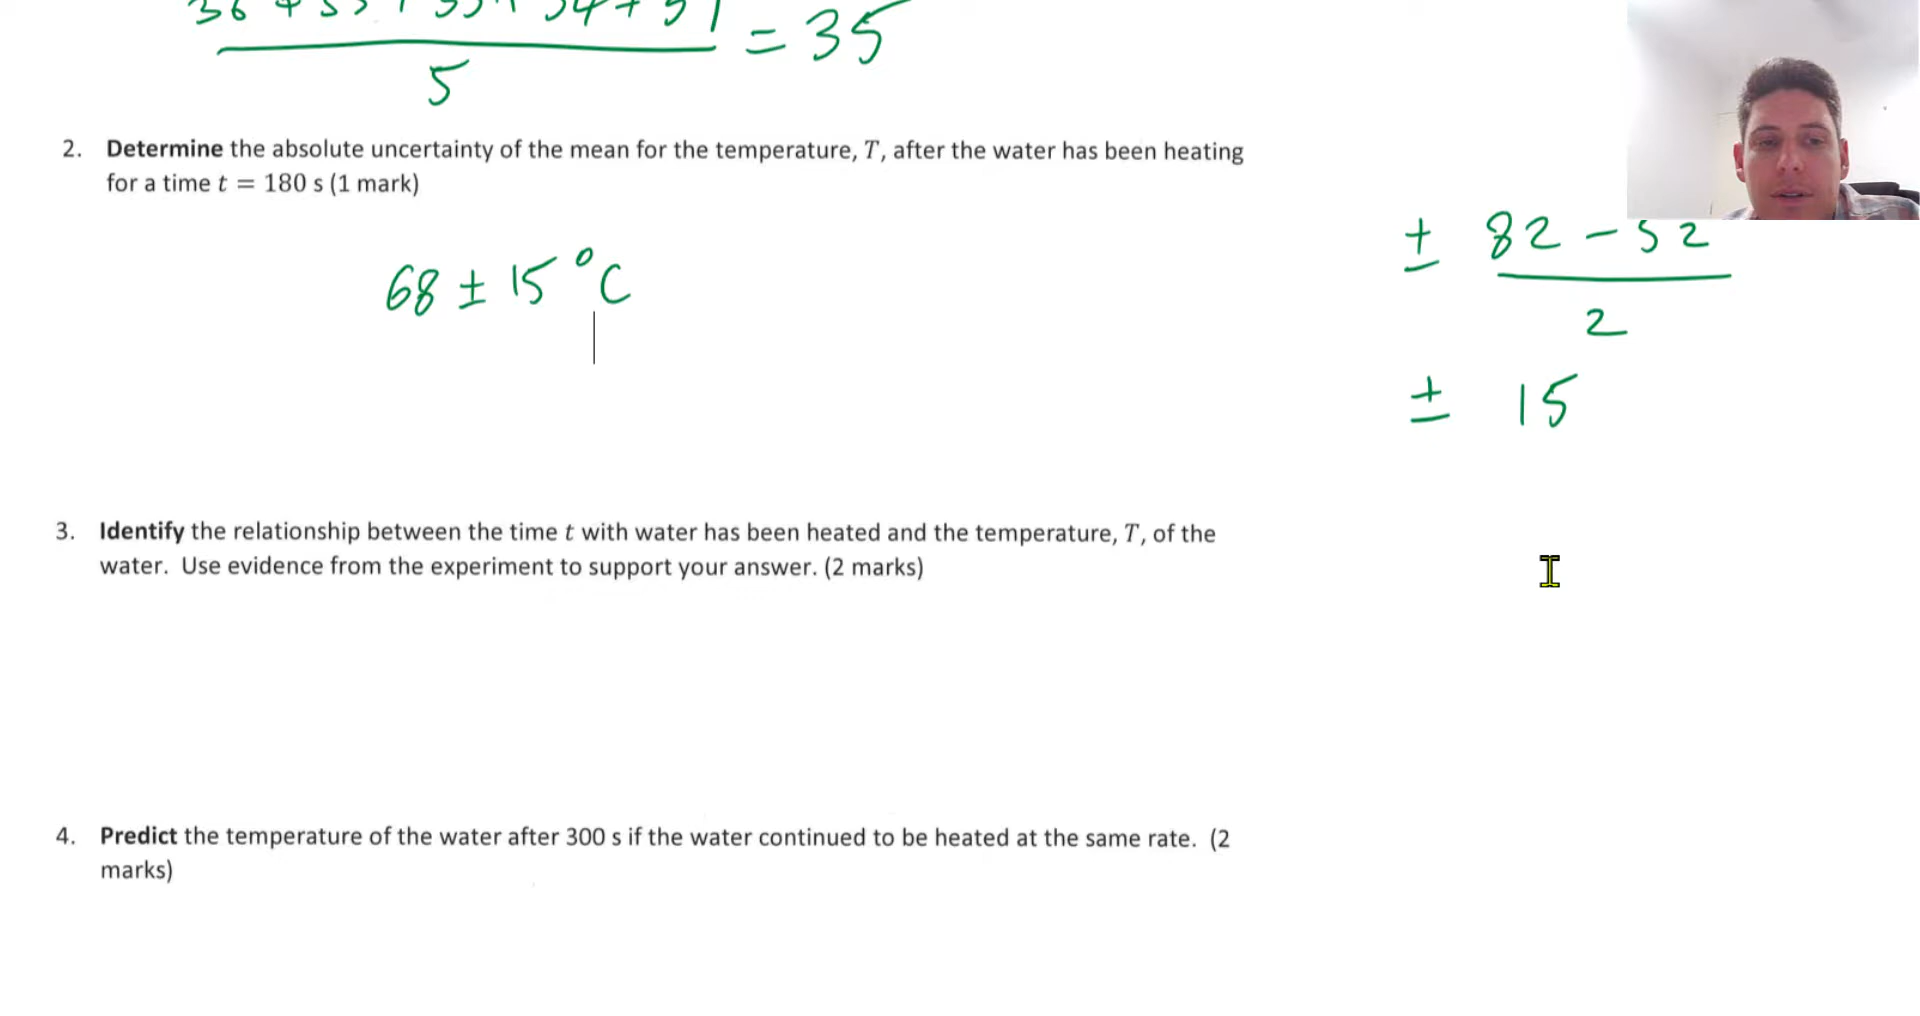 = 35
5
2. Determine the absolute uncertainty of the mean for the temperature, T, after the water has been heating
for a time t = 180 s (1 mark)
± 82 - 52
2
68 ± 15 °C
± 15
3. Identify the relationship between the time t with water has been heated and the temperature, T, of the
water. Use evidence from the experiment to support your answer. (2 marks)
4. Predict the temperature of the water after 300 s if the water continued to be heated at the same rate. (2
marks)